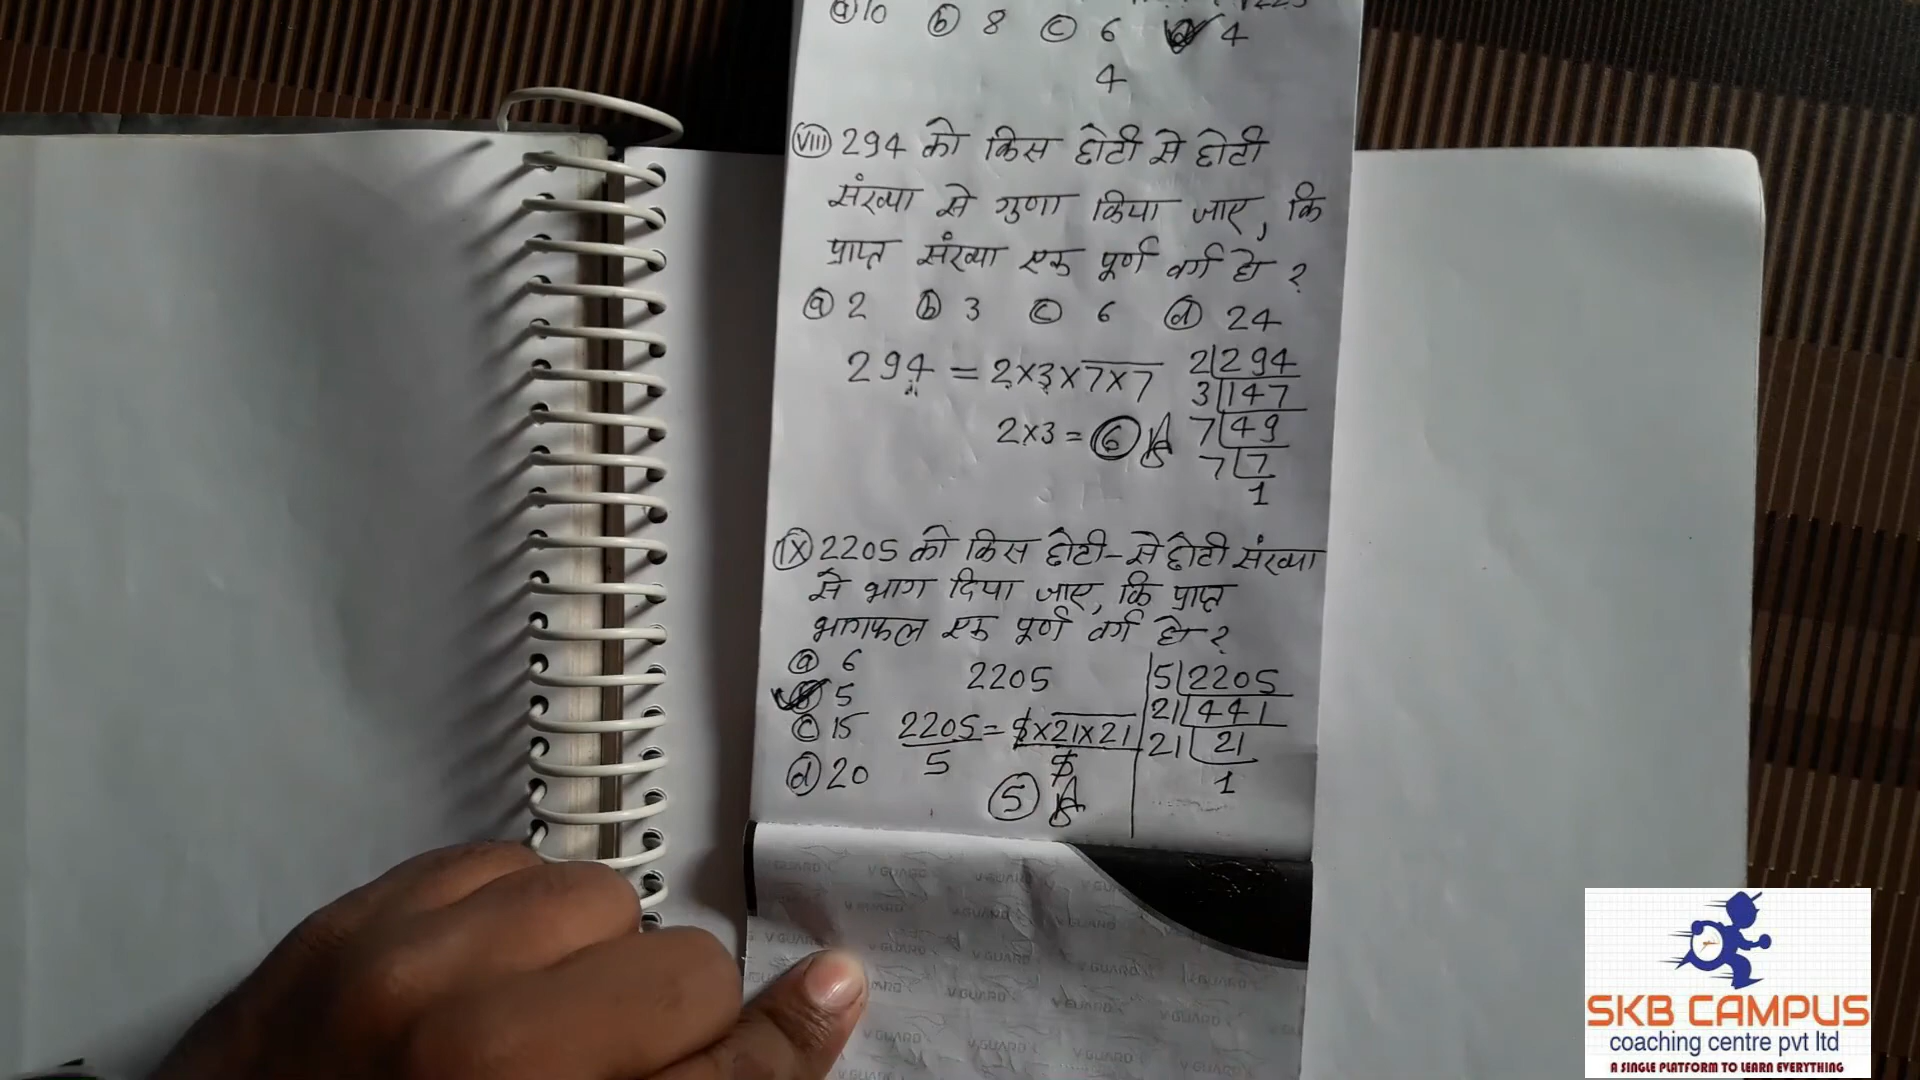 ⓐ 10 ⓑ 8 ⓒ 6 ⓓ 4
4
(VIII) 294 को किस छोटी से छोटी
संख्या से गुणा किया जाए, कि
प्राप्त संख्या एक पूर्ण वर्ग हो ?
ⓐ 2 ⓑ 3 ⓒ 6 ⓓ 24
294 = 2×3×7×7
2×3 = 6
2|294
3|147
7|49
7|7
1
(IX) 2205 को किस छोटी-से छोटी संख्या
से भाग दिया जाए, कि प्राप्त
भागफल एक पूर्ण वर्ग हो ?
ⓐ 6
ⓑ 5
ⓒ 15
ⓓ 20
2205
2205/5 = 5×21×21/5
5
5|2205
21|441
21|21
1
V GUARD
SKB CAMPUS
coaching centre pvt ltd
A SINGLE PLATFORM TO LEARN EVERYTHING